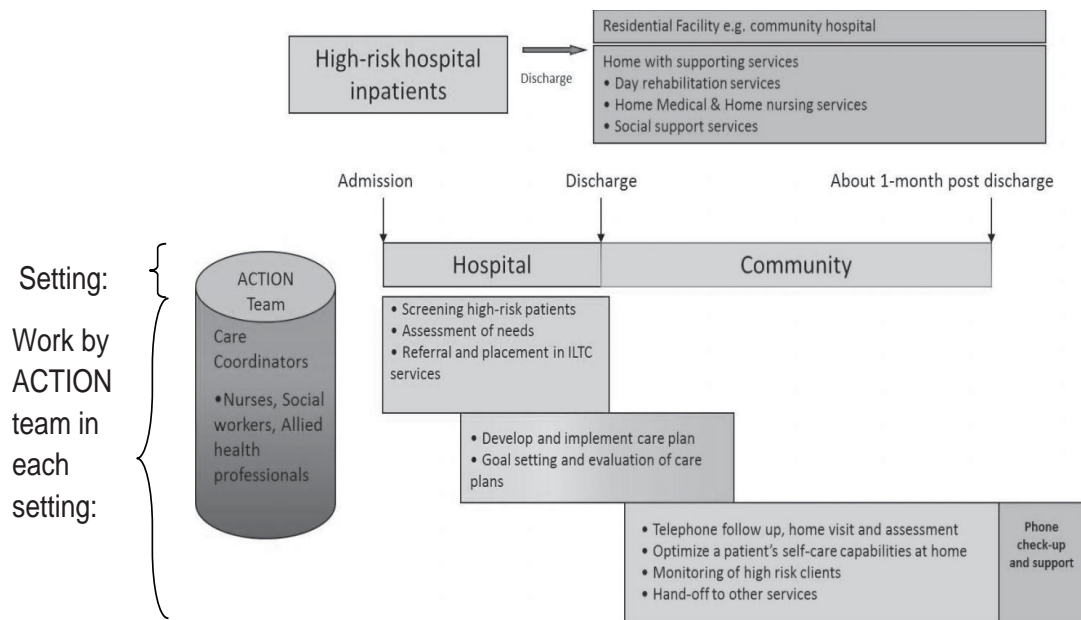 High-risk hospital
inpatients
Discharge
Residential Facility e.g. community hospital
Home with supporting services
• Day rehabilitation services
• Home Medical & Home nursing services
• Social support services
Admission
Discharge
About 1-month post discharge
Setting:
Hospital
Community
Work by
ACTION
team in
each
setting:
ACTION
Team
Care
Coordinators
•Nurses, Social
workers, Allied
health
professionals
• Screening high-risk patients
• Assessment of needs
• Referral and placement in ILTC
services
• Develop and implement care plan
• Goal setting and evaluation of care
plans
• Telephone follow up, home visit and assessment
• Optimize a patient's self-care capabilities at home
• Monitoring of high risk clients
• Hand-off to other services
Phone
check-up
and support